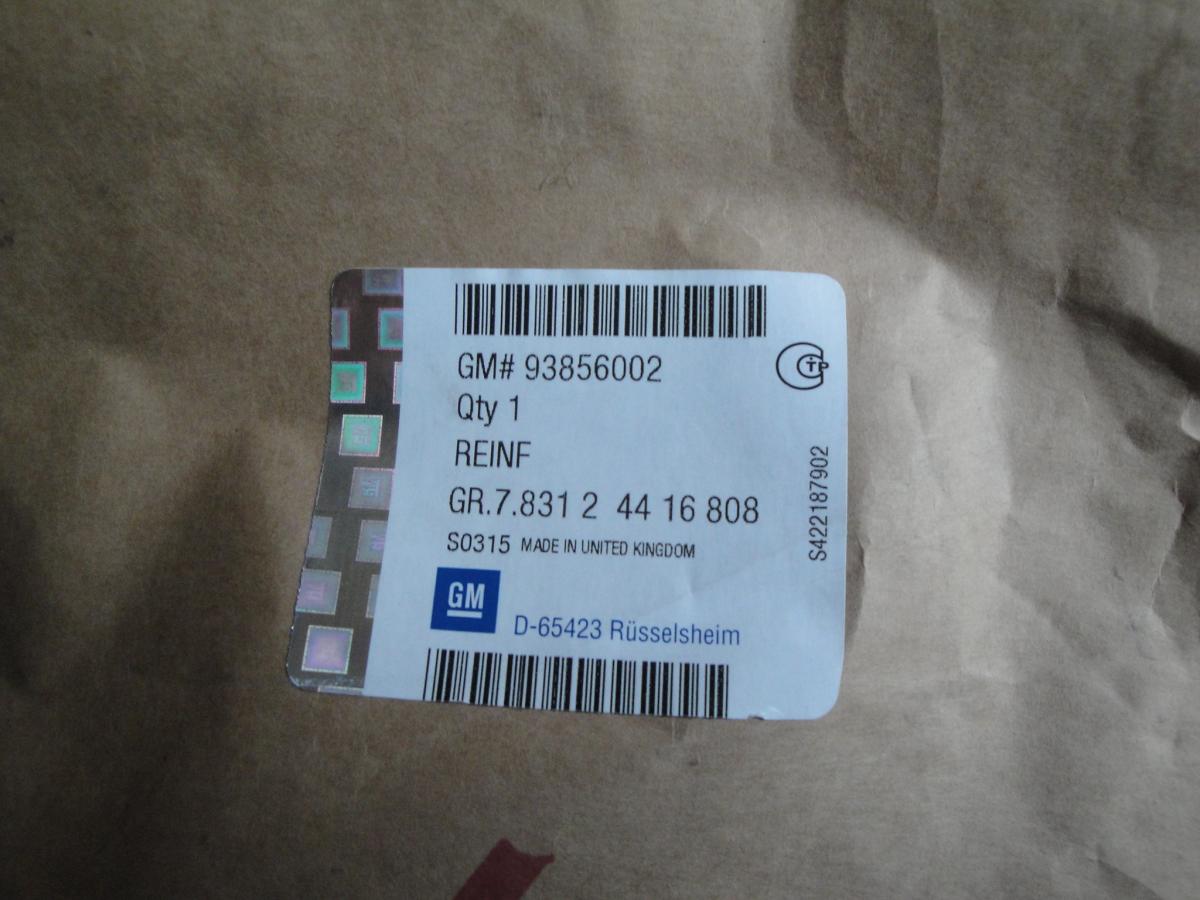 GM# 93856002
Qty 1
REINF
GR.7.831 2 44 16 808
S0315 MADE IN UNITED KINGDOM
GM
D-65423 Rüsselsheim
S422187902